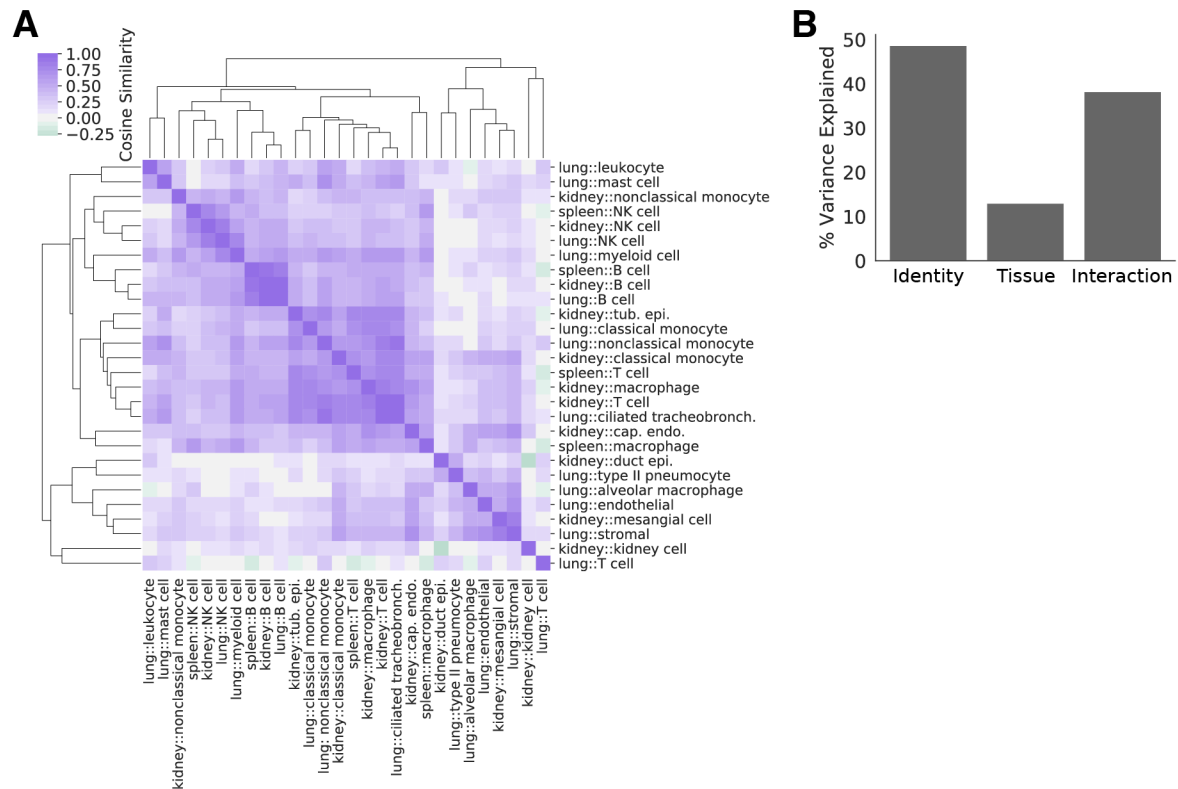 A
1.00
0.75
0.50
0.25
0.00
−0.25
Cosine Similarity
lung::leukocyte
lung::mast cell
kidney::nonclassical monocyte
spleen::NK cell
kidney::NK cell
lung::NK cell
lung::myeloid cell
spleen::B cell
kidney::B cell
lung::B cell
kidney::tub. epi.
lung::classical monocyte
lung::nonclassical monocyte
kidney::classical monocyte
spleen::T cell
kidney::macrophage
kidney::T cell
lung::ciliated tracheobronch.
kidney::cap. endo.
spleen::macrophage
kidney::duct epi.
lung::type II pneumocyte
lung::alveolar macrophage
lung::endothelial
kidney::mesangial cell
lung::stromal
kidney::kidney cell
lung::T cell
lung::leukocyte
lung::mast cell
kidney::nonclassical monocyte
spleen::NK cell
kidney::NK cell
lung::NK cell
lung::myeloid cell
spleen::B cell
kidney::B cell
lung::B cell
kidney::tub. epi.
lung::classical monocyte
lung: nonclassical monocyte
kidney::classical monocyte
spleen::T cell
kidney::macrophage
kidney::T cell
lung::ciliated tracheobronch.
kidney::cap. endo.
spleen::macrophage
kidney::duct epi.
lung::type II pneumocyte
lung::alveolar macrophage
lung::endothelial
kidney::mesangial cell
lung::stromal
kidney::kidney cell
lung::T cell
B
% Variance Explained
50
40
30
20
10
0
Identity
Tissue
Interaction